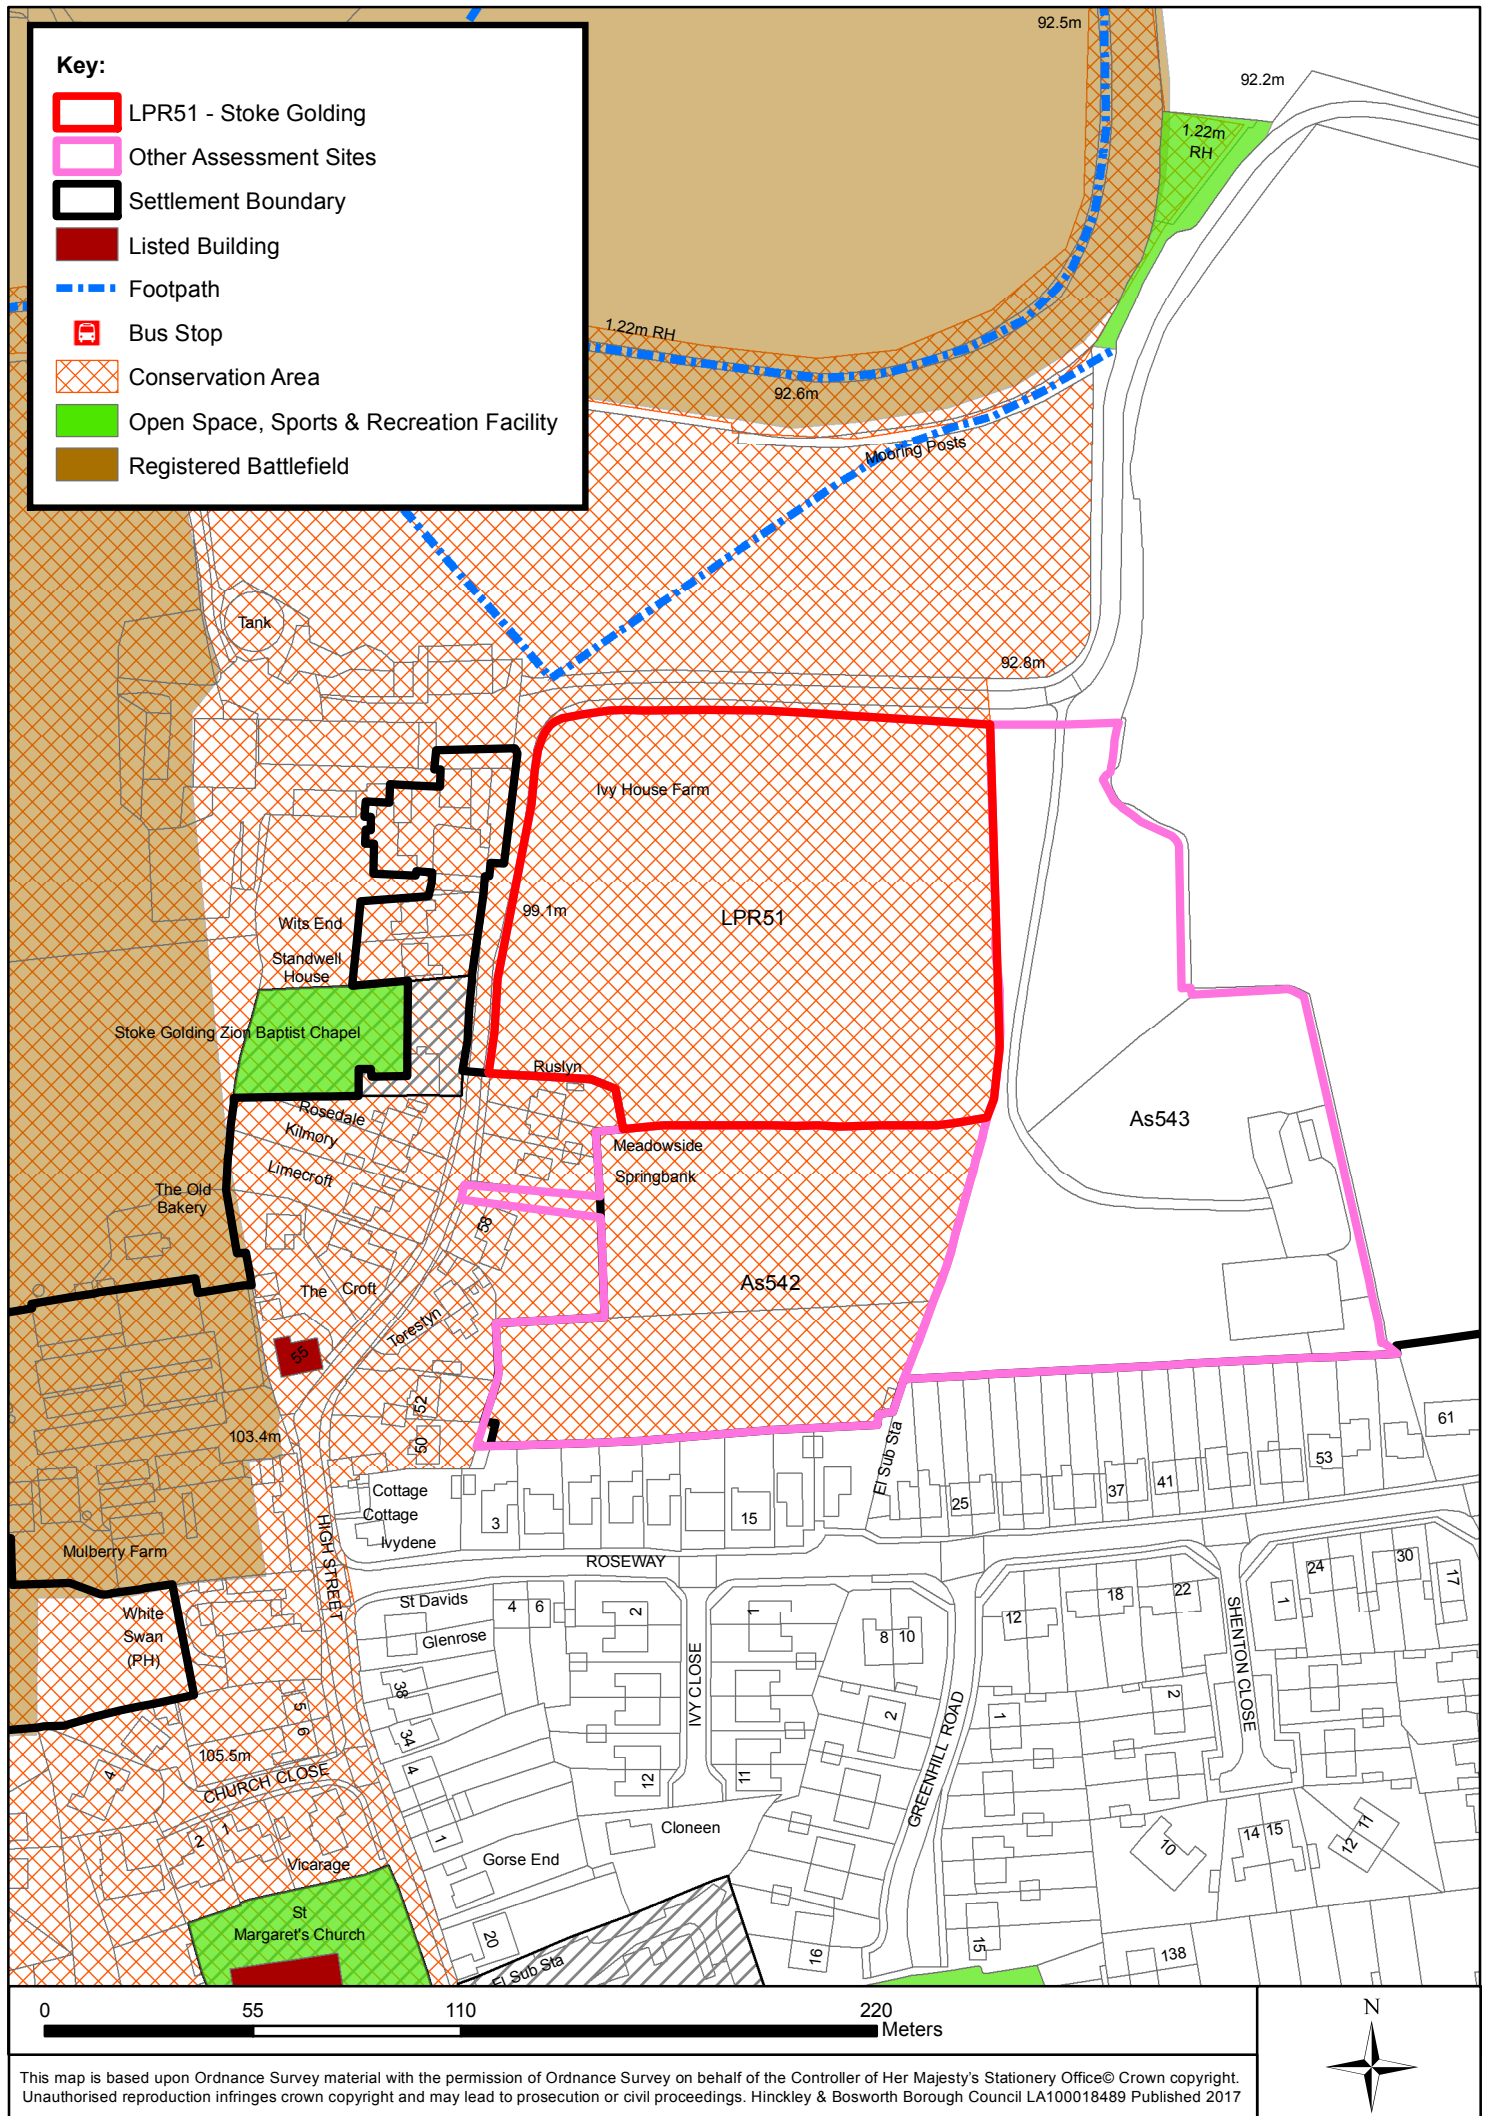 Key:
LPR51 - Stoke Golding
Other Assessment Sites
Settlement Boundary
Listed Building
Footpath
Bus Stop
Conservation Area
Open Space, Sports & Recreation Facility
Registered Battlefield
92.5m
92.2m
1.22m
RH
1.22m RH
92.6m
Mooring Posts
Tank
92.8m
Ivy House Farm
99.1m
LPR51
Wits End
Standwell
House
Stoke Golding Zion Baptist Chapel
Ruslyn
Rosedale
Kilmory
Limecroft
Meadowside
Springbank
As543
The Old
Bakery
58
The Croft
As542
Torestyn
55
52
50
103.4m
El Sub Sta
61
53
41
37
25
Cottage
Cottage
Ivydene
3
15
HIGH STREET
Mulberry Farm
ROSEWAY
White
Swan
(PH)
St Davids
Glenrose
4
6
2
1
8
10
12
18
22
24
30
17
1
SHENTON CLOSE
38
34
4
1
IVY CLOSE
2
GREENHILL ROAD
1
2
5
6
105.5m
CHURCH CLOSE
4
2
1
12
11
Vicarage
Gorse End
Cloneen
10
14
15
12
11
St
Margaret's Church
20
El Sub Sta
16
15
138
0
55
110
220
Meters
N
This map is based upon Ordnance Survey material with the permission of Ordnance Survey on behalf of the Controller of Her Majesty's Stationery Office© Crown copyright.
Unauthorised reproduction infringes crown copyright and may lead to prosecution or civil proceedings. Hinckley & Bosworth Borough Council LA100018489 Published 2017